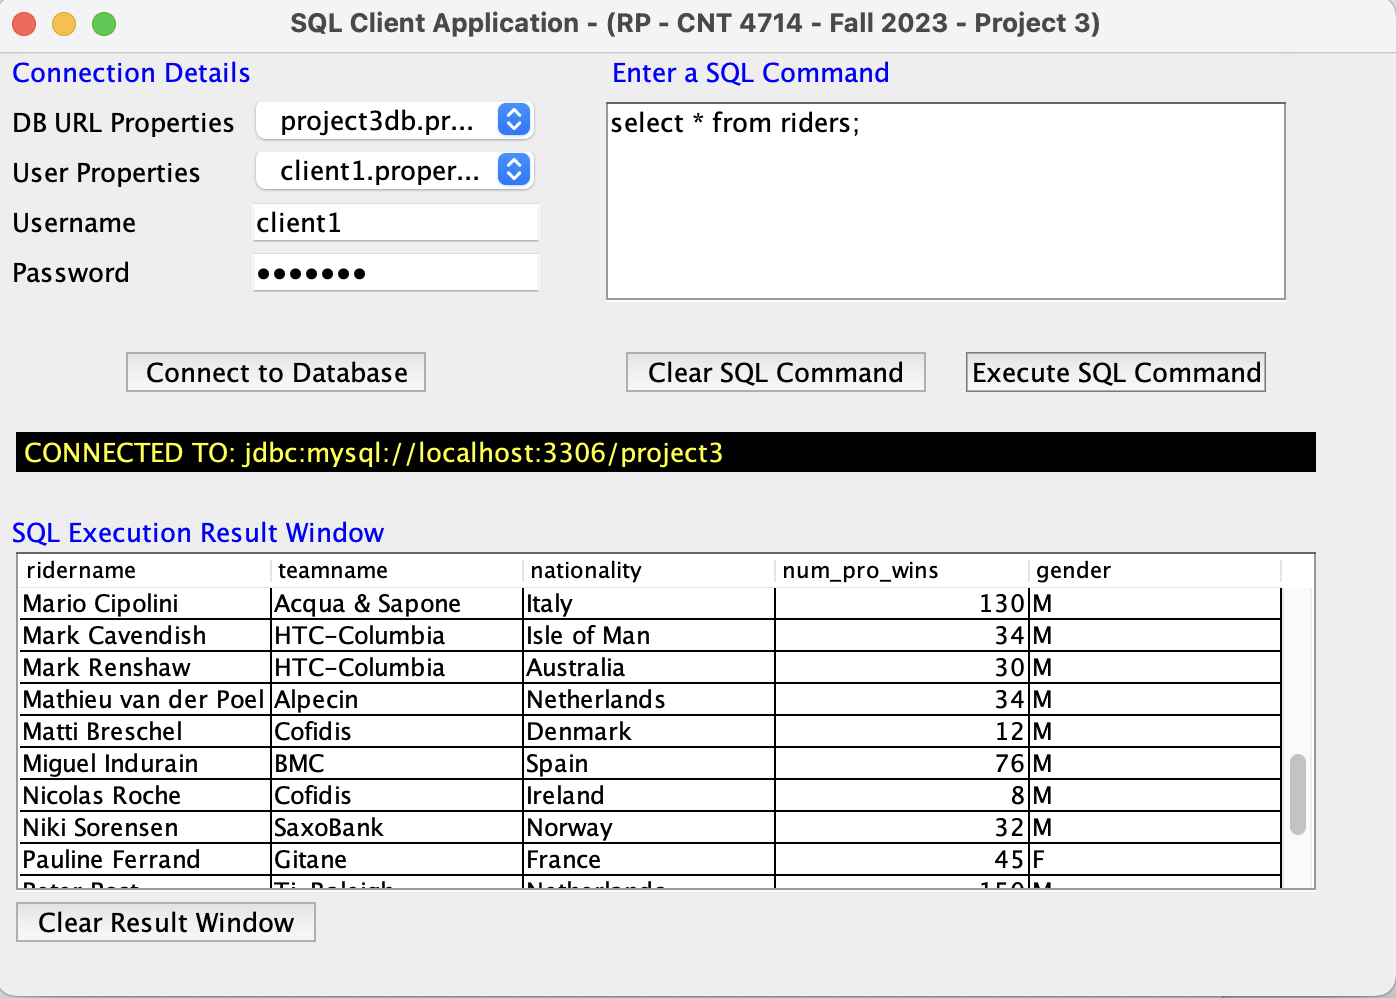 SQL Client Application - (RP - CNT 4714 - Fall 2023 - Project 3)
Connection Details
Enter a SQL Command
DB URL Properties project3db.pr...
select * from riders;
User Properties client1.proper...
Username client1
Password •••••••
Connect to Database
Clear SQL Command
Execute SQL Command
CONNECTED TO: jdbc:mysql://localhost:3306/project3
SQL Execution Result Window
ridername teamname nationality num_pro_wins gender
Mario Cipolini Acqua & Sapone Italy 130 M
Mark Cavendish HTC-Columbia Isle of Man 34 M
Mark Renshaw HTC-Columbia Australia 30 M
Mathieu van der Poel Alpecin Netherlands 34 M
Matti Breschel Cofidis Denmark 12 M
Miguel Indurain BMC Spain 76 M
Nicolas Roche Cofidis Ireland 8 M
Niki Sorensen SaxoBank Norway 32 M
Pauline Ferrand Gitane France 45 F
Netherlands 150 M
Clear Result Window